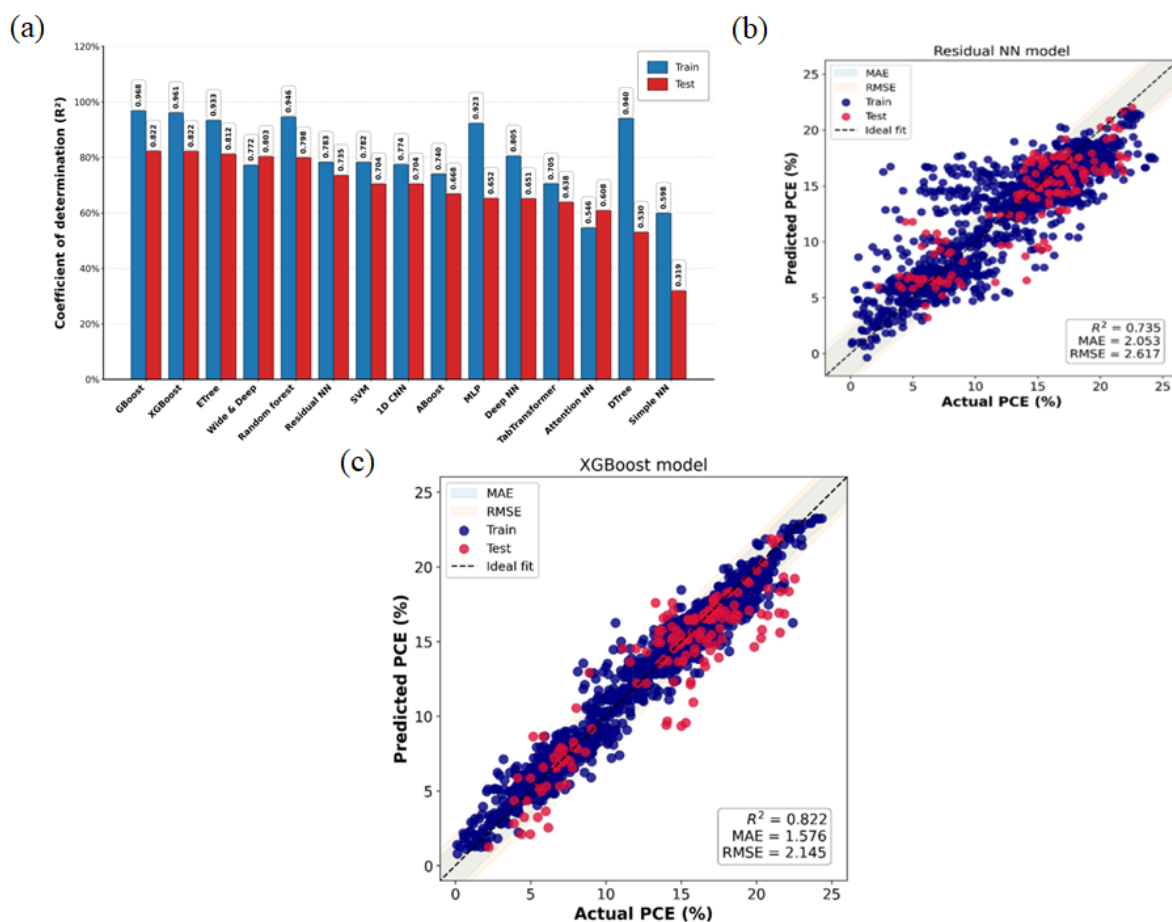 (a)
120%
100%
80%
60%
40%
20%
0%
Coefficient of determination (R²)
Train
Test
0.968
0.822
0.961
0.822
0.933
0.812
0.772
0.803
0.946
0.798
0.783
0.735
0.782
0.704
0.774
0.704
0.740
0.668
0.923
0.652
0.805
0.651
0.705
0.638
0.546
0.608
0.940
0.530
0.598
0.319
GBoost
XGBoost
ETree
Wide & Deep
Random forest
Residual NN
SVM
1D CNN
ABoost
MLP
Deep NN
TabTransformer
Attention NN
DTree
Simple NN
(b)
Residual NN model
MAE
RMSE
Train
Test
Ideal fit
25
20
15
10
5
0
Predicted PCE (%)
R² = 0.735
MAE = 2.053
RMSE = 2.617
0 5 10 15 20 25
Actual PCE (%)
(c)
XGBoost model
MAE
RMSE
Train
Test
Ideal fit
25
20
15
10
5
0
Predicted PCE (%)
R² = 0.822
MAE = 1.576
RMSE = 2.145
0 5 10 15 20 25
Actual PCE (%)